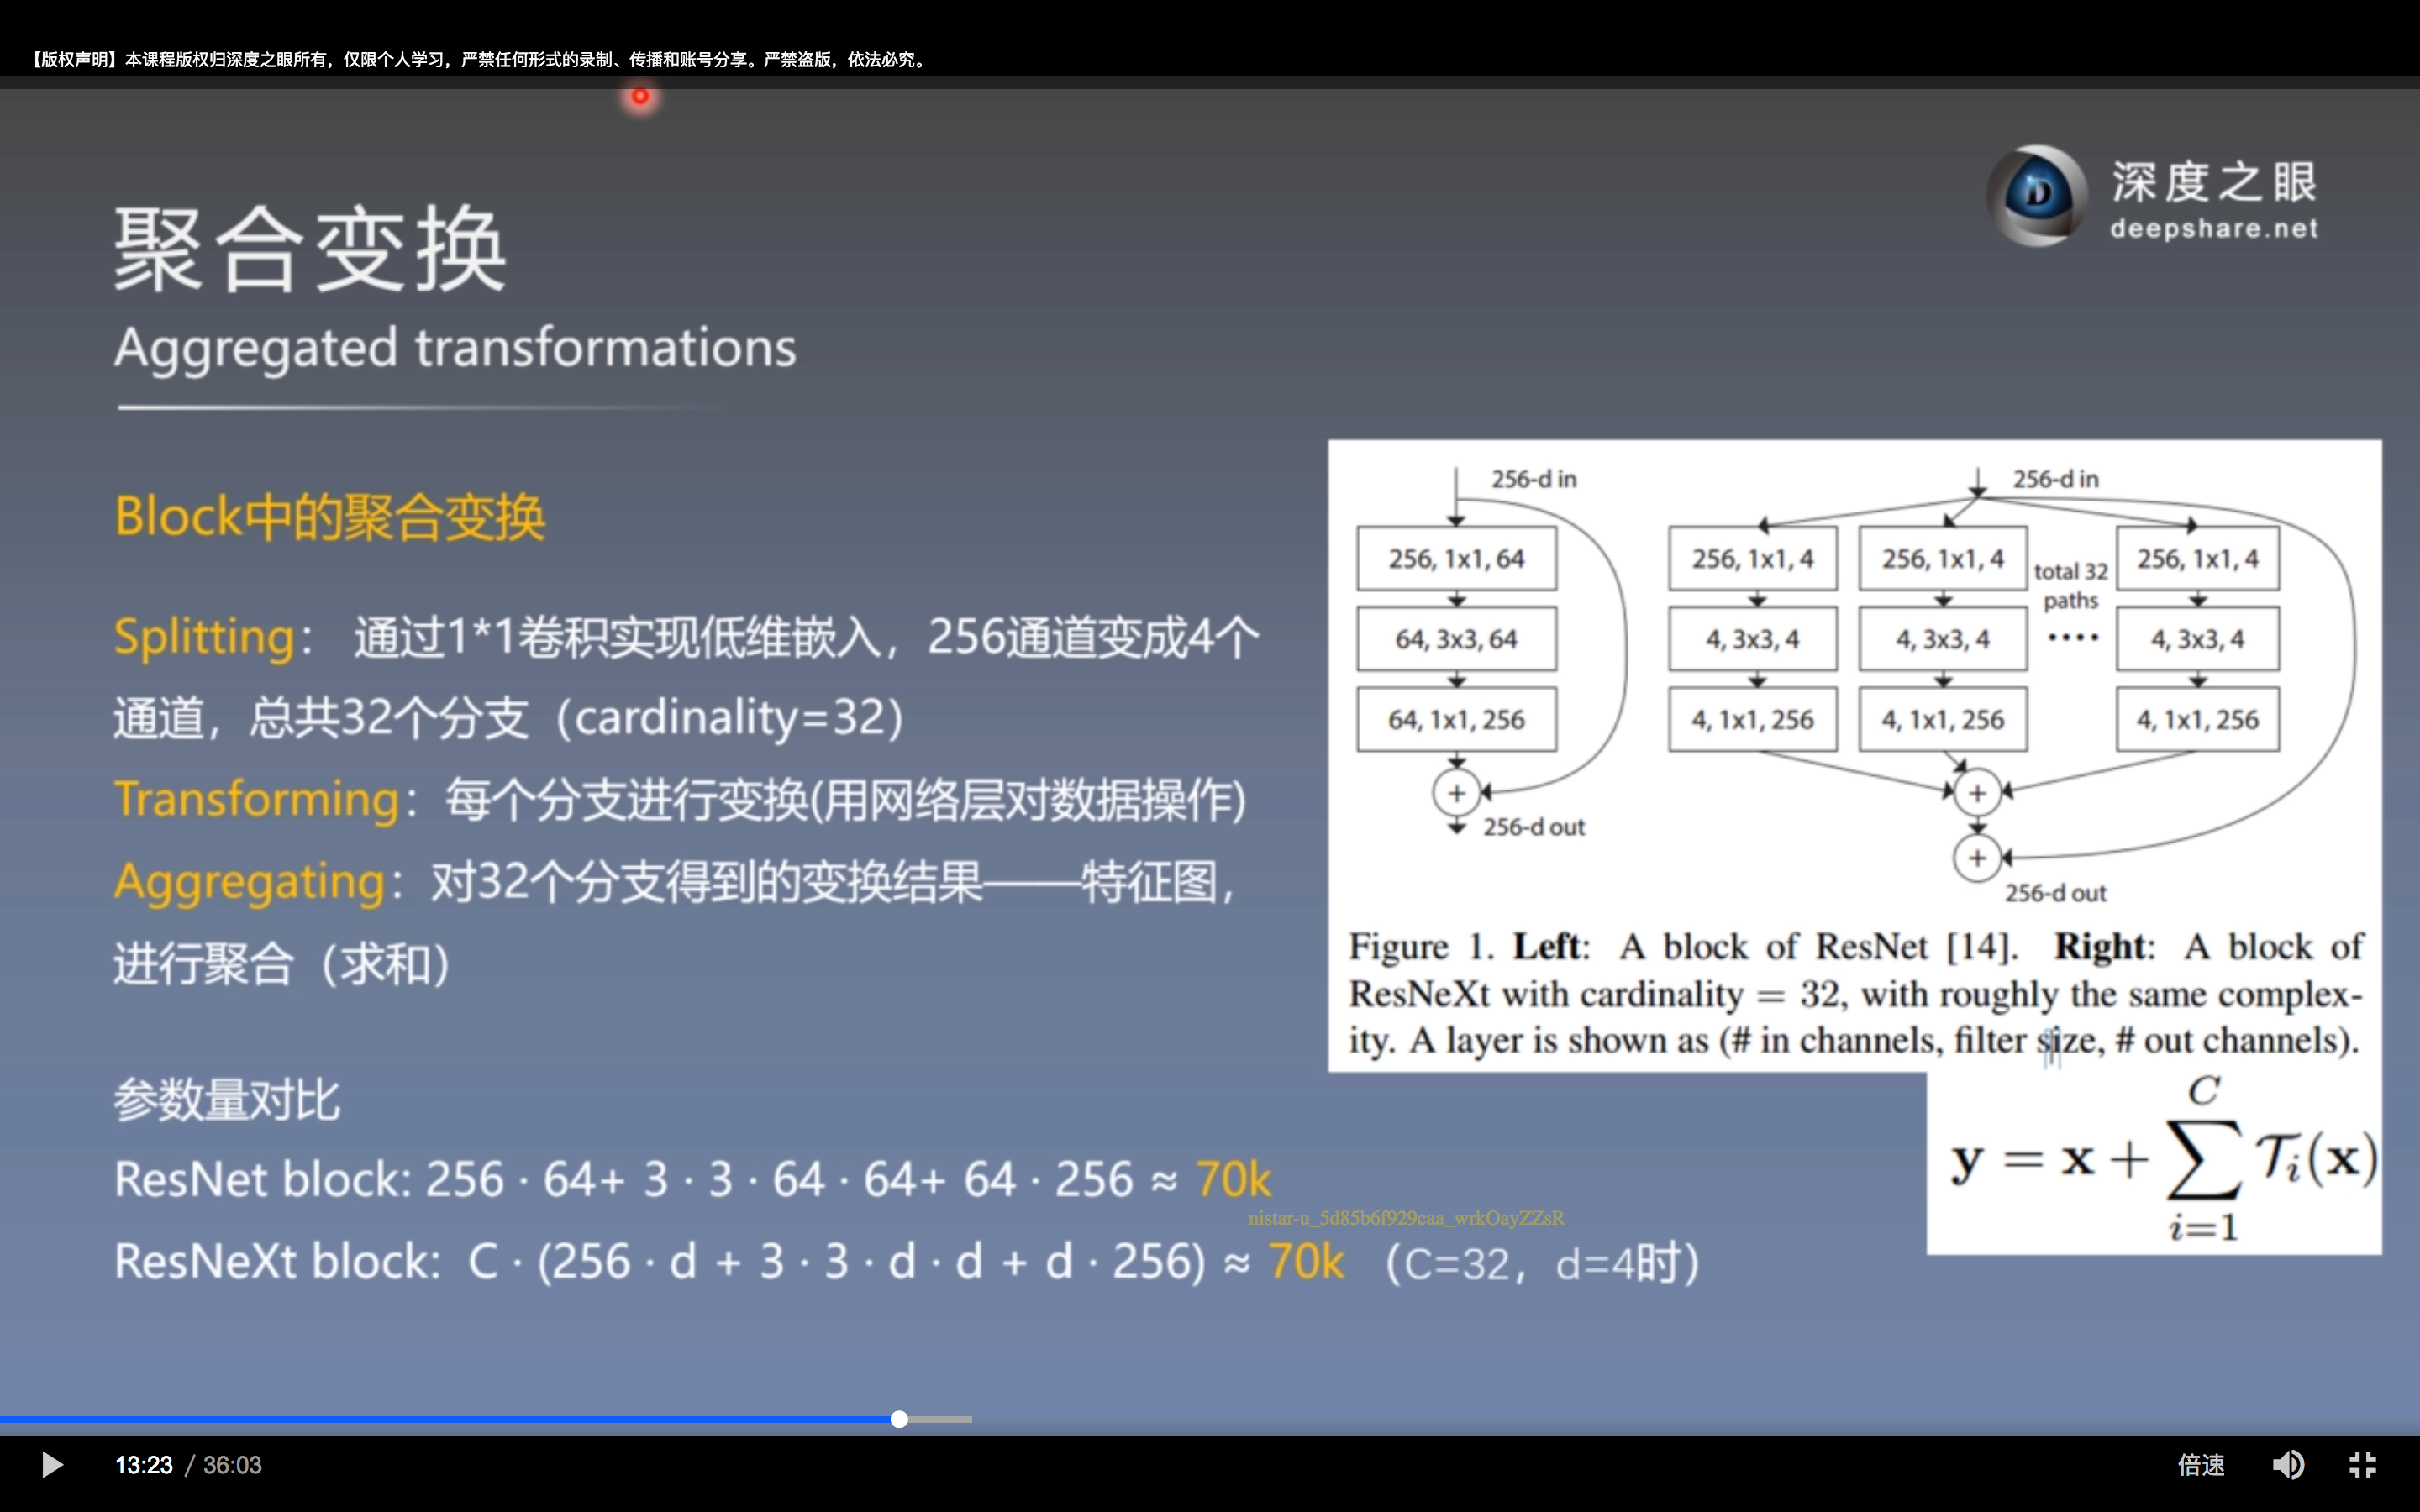 【版权声明】本课程版权归深度之眼所有，仅限个人学习，严禁任何形式的录制、传播和账号分享。严禁盗版，依法必究。
深度之眼
deepshare.net
聚合变换
Aggregated transformations
Block中的聚合变换
Splitting： 通过1*1卷积实现低维嵌入，256通道变成4个
通道，总共32个分支（cardinality=32）
Transforming：每个分支进行变换(用网络层对数据操作)
Aggregating：对32个分支得到的变换结果——特征图，
进行聚合（求和）
参数量对比
ResNet block: 256 · 64+ 3 · 3 · 64 · 64+ 64 · 256 ≈ 70k
nistar-u_5d85b6f929caa_wrkOayZZsR
ResNeXt block: C · (256 · d + 3 · 3 · d · d + d · 256) ≈ 70k （C=32，d=4时）
256-d in
256, 1x1, 64
64, 3x3, 64
64, 1x1, 256
+
256-d out
256-d in
256, 1x1, 4 256, 1x1, 4 total 32 paths 256, 1x1, 4
4, 3x3, 4 4, 3x3, 4 •••• 4, 3x3, 4
4, 1x1, 256 4, 1x1, 256 4, 1x1, 256
+
+
256-d out
Figure 1. Left: A block of ResNet [14]. Right: A block of
ResNeXt with cardinality = 32, with roughly the same complex-
ity. A layer is shown as (# in channels, filter size, # out channels).
y = x + ∑_{i=1}^{C} 𝒯_i(x)
13:23 / 36:03
倍速